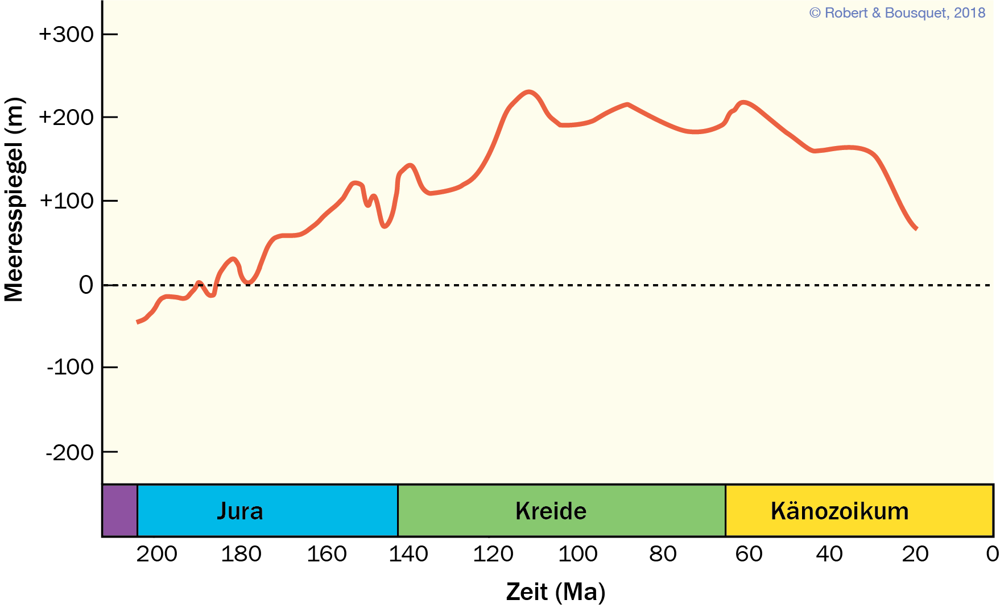 © Robert & Bousquet, 2018
Meeresspiegel (m)
+300
+200
+100
0
-100
-200
Jura Kreide Känozoikum
200 180 160 140 120 100 80 60 40 20 0
Zeit (Ma)